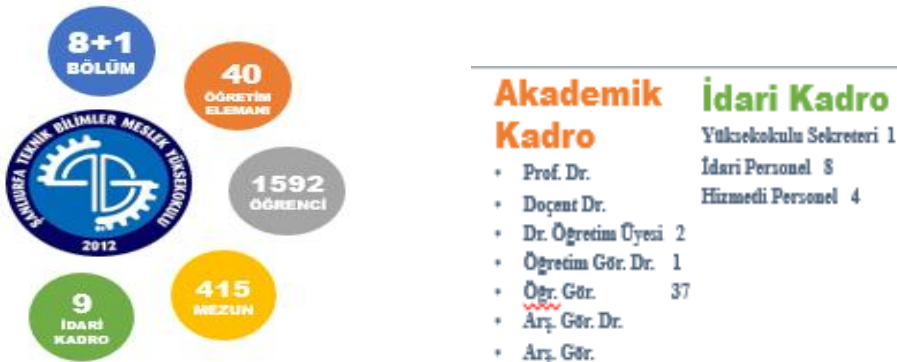 8+1
BÖLÜM
40
ÖĞRETİM
ELEMANI
ŞANLIURFA TEKNİK BİLİMLER MESLEK YÜKSEKOKULU
2012
1592
ÖĞRENCİ
415
MEZUN
9
İDARİ
KADRO
Akademik
Kadro
• Prof. Dr.
• Doçent Dr.
• Dr. Öğretim Üyesi 2
• Öğretim Gör. Dr. 1
• Öğr. Gör. 37
• Arş. Gör. Dr.
• Arş. Gör.
İdari Kadro
Yüksekokulu Sekreteri 1
İdari Personel 8
Hizmetli Personel 4